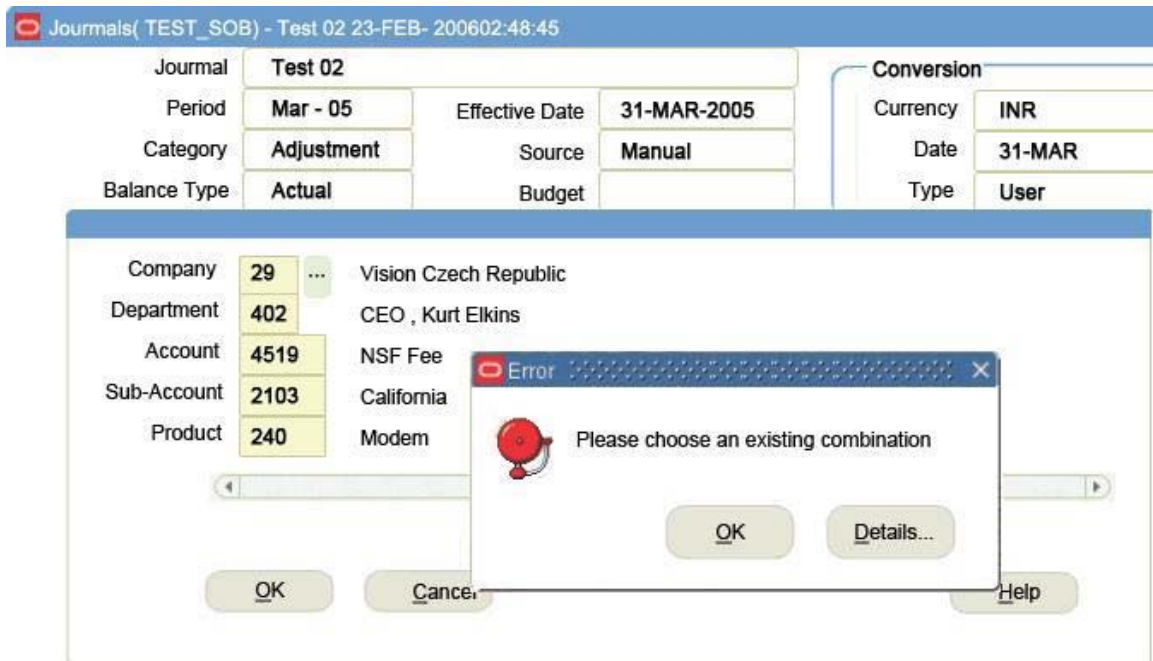 Jourmals( TEST_SOB) - Test 02 23-FEB- 200602:48:45
Jourmal Test 02
Conversion
Period Mar - 05 Effective Date 31-MAR-2005 Currency INR
Category Adjustment Source Manual Date 31-MAR
Balance Type Actual Budget Type User
Company 29 ... Vision Czech Republic
Department 402 CEO , Kurt Elkins
Account 4519 NSF Fee
Sub-Account 2103 California
Product 240 Modem
Error
Please choose an existing combination
OK Details...
OK Cancel Help